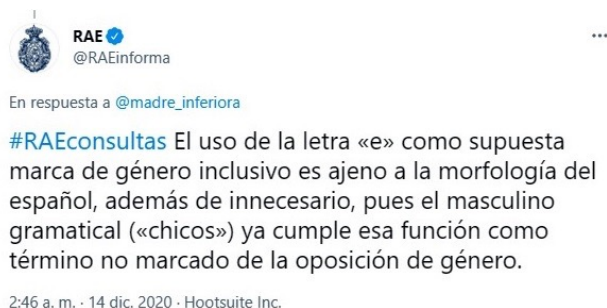 RAE
@RAEinforma
...
En respuesta a @madre_inferiora
#RAEconsultas El uso de la letra «e» como supuesta
marca de género inclusivo es ajeno a la morfología del
español, además de innecesario, pues el masculino
gramatical («chicos») ya cumple esa función como
término no marcado de la oposición de género.
2:46 a. m. · 14 dic. 2020 · Hootsuite Inc.